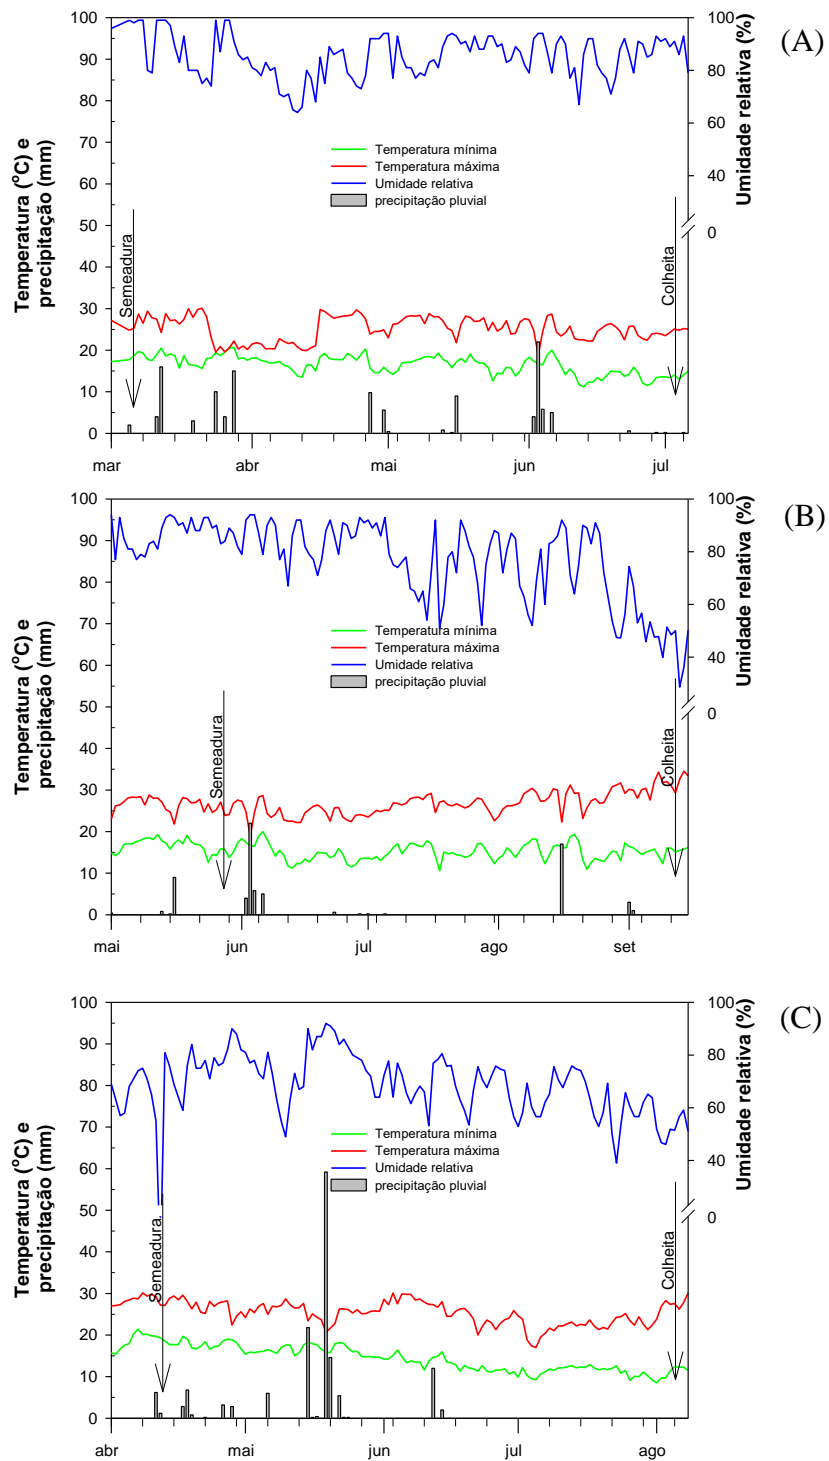 (A)
Temperatura (°C) e
precipitação (mm)
100
90
80
70
60
50
40
30
20
10
0
100
80
60
40
0
Umidade relativa (%)
Temperatura mínima
Temperatura máxima
Umidade relativa
precipitação pluvial
Semeadura
Colheita
mar abr mai jun jul
(B)
Temperatura (°C) e
precipitação (mm)
100
90
80
70
60
50
40
30
20
10
0
100
80
60
40
0
Umidade relativa (%)
Temperatura mínima
Temperatura máxima
Umidade relativa
precipitação pluvial
Semeadura
Colheita
mai jun jul ago set
(C)
Temperatura (°C) e
precipitação (mm)
100
90
80
70
60
50
40
30
20
10
0
100
80
60
40
0
Umidade relativa (%)
Temperatura mínima
Temperatura máxima
Umidade relativa
precipitação pluvial
Semeadura
Colheita
abr mai jun jul ago